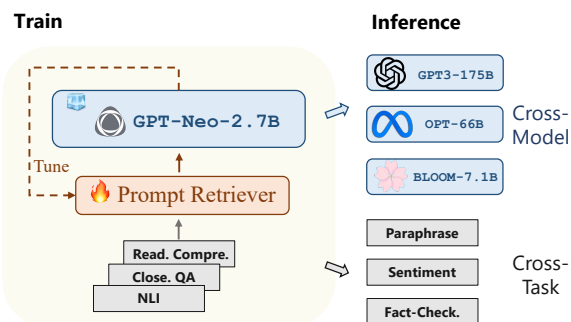 Train
GPT-Neo-2.7B
Tune
Prompt Retriever
Read. Compre.
Close. QA
NLI
Inference
GPT3-175B
OPT-66B
BLOOM-7.1B
Cross-
Model
Paraphrase
Sentiment
Fact-Check.
Cross-
Task